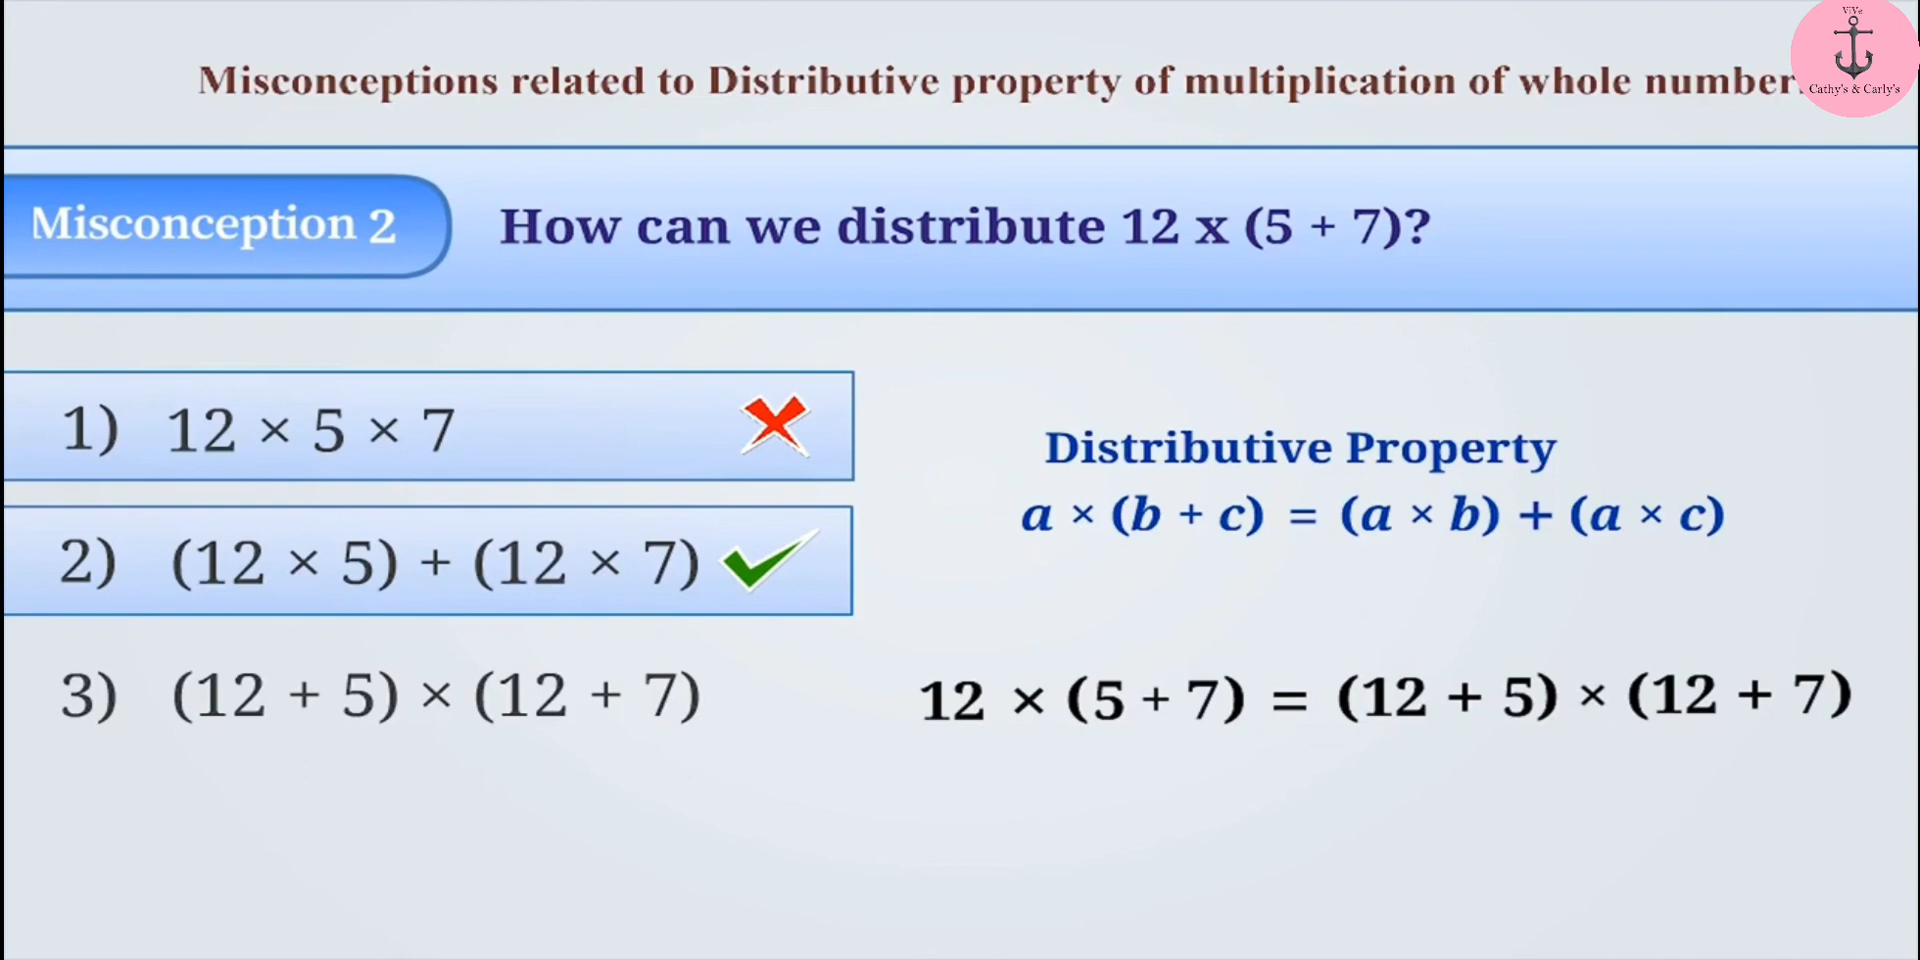 ViVe
Cathy's & Carly's
Misconceptions related to Distributive property of multiplication of whole number
Misconception 2
How can we distribute 12 x (5 + 7)?
1) 12 × 5 × 7
2) (12 × 5) + (12 × 7)
3) (12 + 5) × (12 + 7)
Distributive Property
a × (b + c) = (a × b) + (a × c)
12 × (5 + 7) = (12 + 5) × (12 + 7)